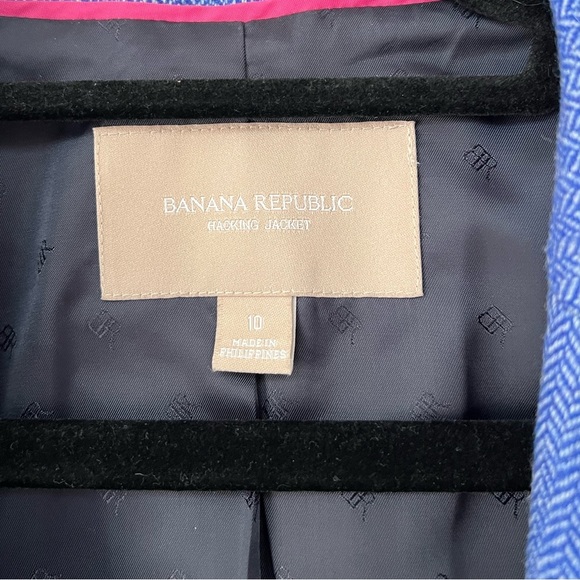 BANANA REPUBLIC
HACKING JACKET
10
MADE IN
PHILIPPINES